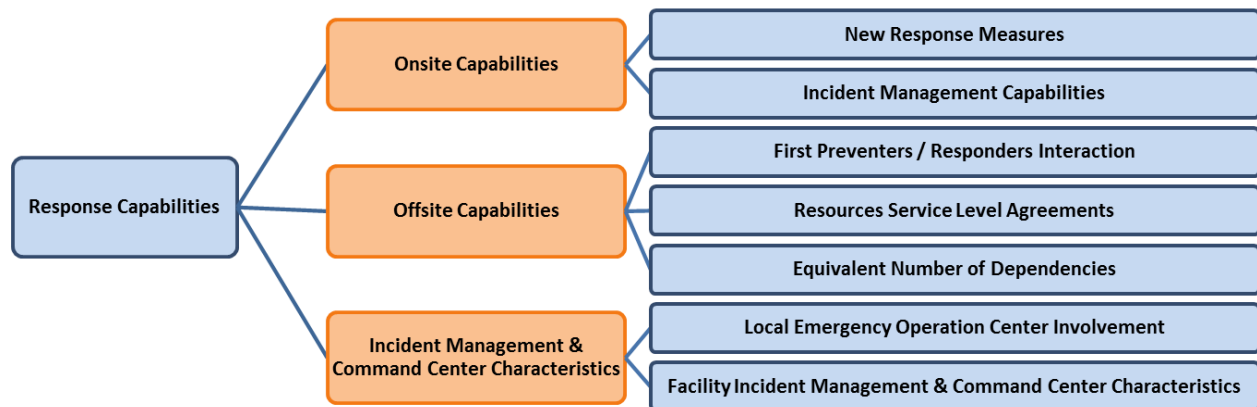 Response Capabilities
Onsite Capabilities
New Response Measures
Incident Management Capabilities
Offsite Capabilities
First Preventers / Responders Interaction
Resources Service Level Agreements
Equivalent Number of Dependencies
Incident Management &
Command Center Characteristics
Local Emergency Operation Center Involvement
Facility Incident Management & Command Center Characteristics